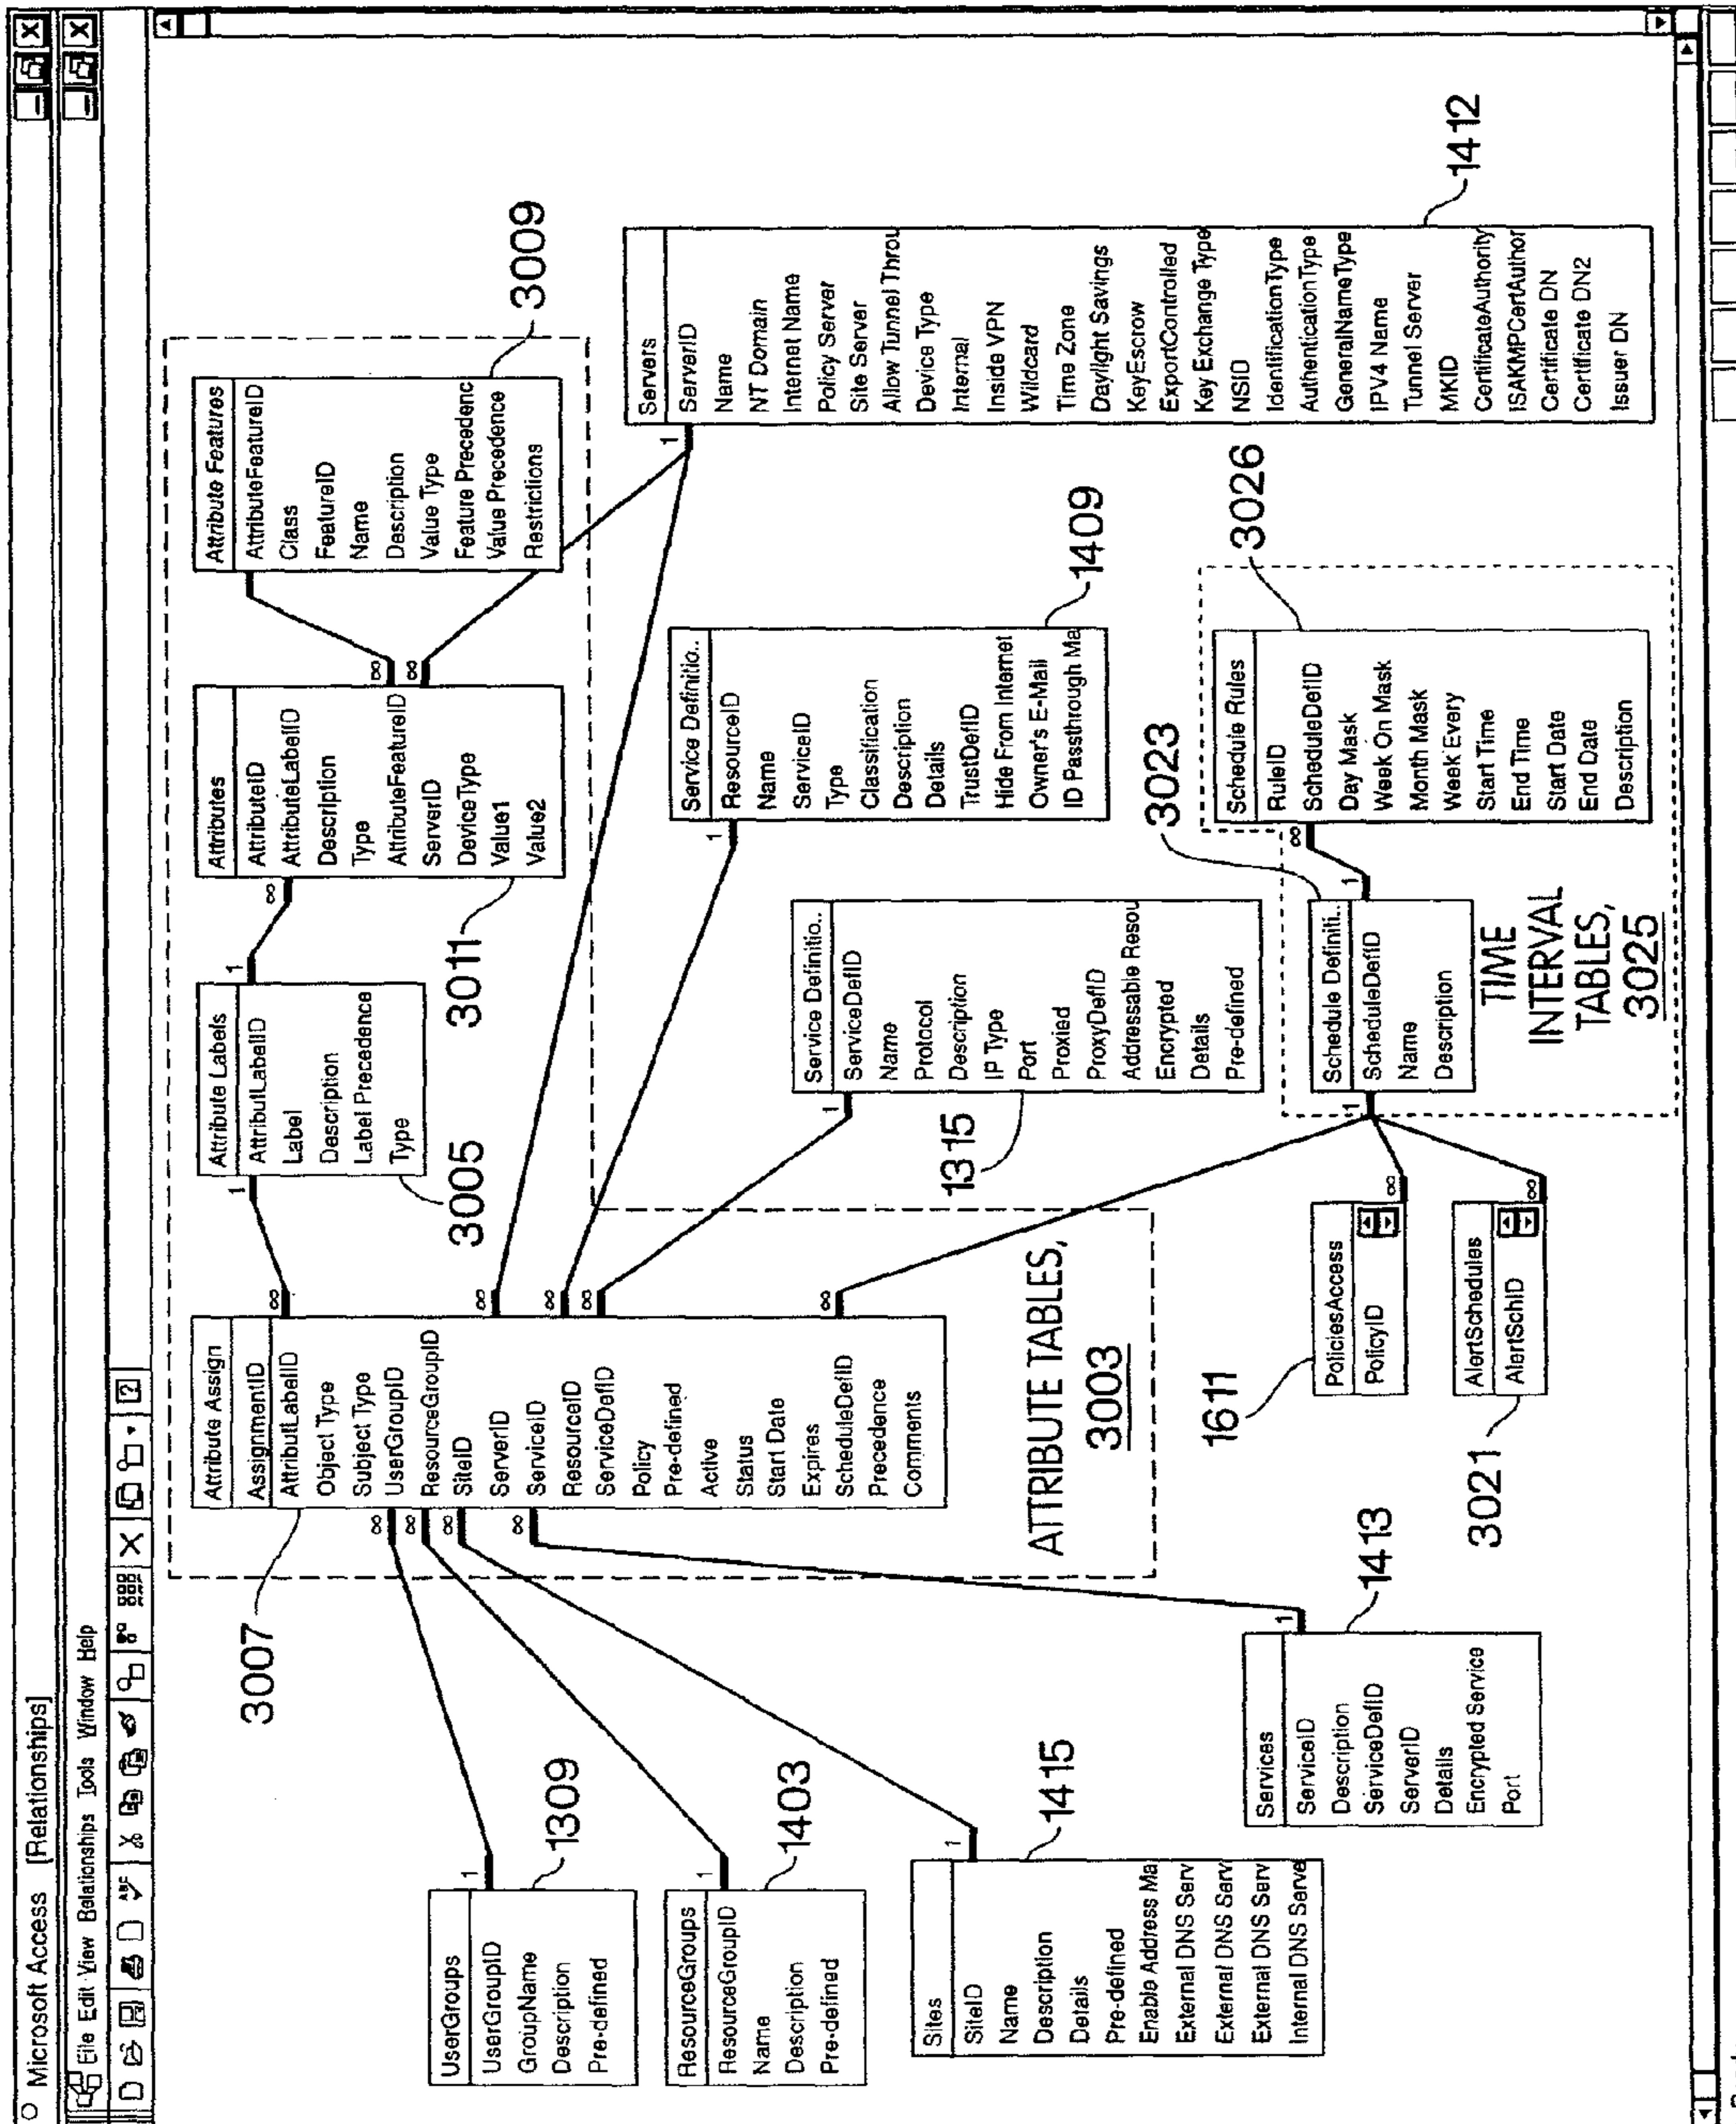 Microsoft Access [Relationships]
File Edit View Relationships Tools Window Help
ABC
?
3007
Attribute Assign
AssignmentID
AttributLabelID
Object Type
Subject Type
UserGroupID
ResourceGroupID
SiteID
ServerID
ServiceID
ResourceID
ServiceDefID
Policy
Pre-defined
Active
Status
Start Date
Expires
ScheduleDefID
Precedence
Comments
Attribute Labels
AttributLabelID
Label
Description
Label Precedence
Type
3005
Attributes
AttributeID
AttributeLabelID
Description
Type
AttributeFeatureID
ServerID
DeviceType
Value1
Value2
3011
Attribute Features
AttributeFeatureID
Class
FeatureID
Name
Description
Value Type
Feature Precedenc
Value Precedence
Restrictions
3009
ATTRIBUTE TABLES,
3003
UserGroups
UserGroupID
GroupName
Description
Pre-defined
1309
ResourceGroups
ResourceGroupID
Name
Description
Pre-defined
1403
Sites
SiteID
Name
Description
Details
Pre-defined
Enable Address Ma
External DNS Serv
External DNS Serv
External DNS Serv
Internal DNS Serve
1415
Services
ServiceID
Description
ServiceDefID
ServerID
Details
Encrypted Service
Port
1413
1611
PoliciesAccess
PolicyID
AlertSchedules
AlertSchID
3021
Service Definitio..
ServiceDefID
Name
Protocol
Description
IP Type
Port
Proxied
ProxyDefID
Addressable Resou
Encrypted
Details
Pre-defined
1315
Service Definitio..
ResourceID
Name
ServiceID
Type
Classification
Description
Details
TrustDefID
Hide From Internet
Owner's E-Mail
ID Passthrough Ma
1409
Servers
ServerID
Name
NT Domain
Internet Name
Policy Server
Site Server
Allow Tunnel Throu
Device Type
Internal
Inside VPN
Wildcard
Time Zone
Daylight Savings
KeyEscrow
ExportControlled
Key Exchange Type
NSID
IdentificationType
AuthenticationType
GeneralNameType
IPV4 Name
Tunnel Server
MKID
CertificateAuthority
ISAKMPCertAuthor
Certificate DN
Certificate DN2
Issuer DN
1412
3023
Schedule Definiti..
ScheduleDefID
Name
Description
3026
Schedule Rules
RuleID
ScheduleDefID
Day Mask
Week On Mask
Month Mask
Week Every
Start Time
End Time
Start Date
End Date
Description
TIME
INTERVAL
TABLES,
3025